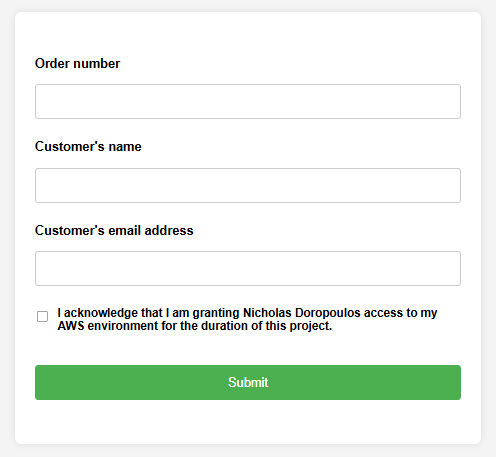 Order number
Customer's name
Customer's email address
I acknowledge that I am granting Nicholas Doropoulos access to my
AWS environment for the duration of this project.
Submit